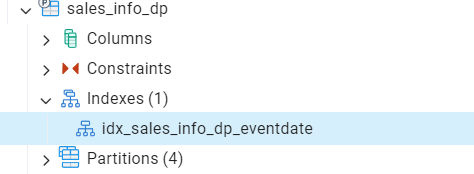 sales_info_dp
Columns
Constraints
Indexes (1)
idx_sales_info_dp_eventdate
Partitions (4)